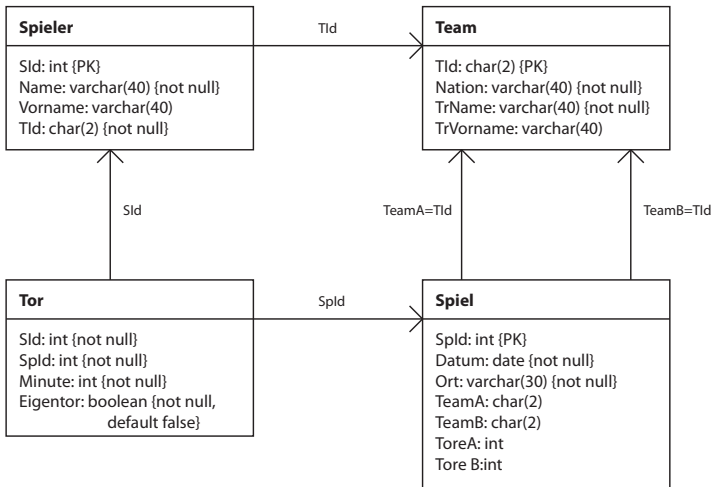 Spieler
SId: int {PK}
Name: varchar(40) {not null}
Vorname: varchar(40)
TId: char(2) {not null}
TId
Team
TId: char(2) {PK}
Nation: varchar(40) {not null}
TrName: varchar(40) {not null}
TrVorname: varchar(40)
SId
TeamA=TId
TeamB=TId
Tor
SId: int {not null}
SpId: int {not null}
Minute: int {not null}
Eigentor: boolean {not null,
default false}
SpId
Spiel
SpId: int {PK}
Datum: date {not null}
Ort: varchar(30) {not null}
TeamA: char(2)
TeamB: char(2)
ToreA: int
Tore B:int